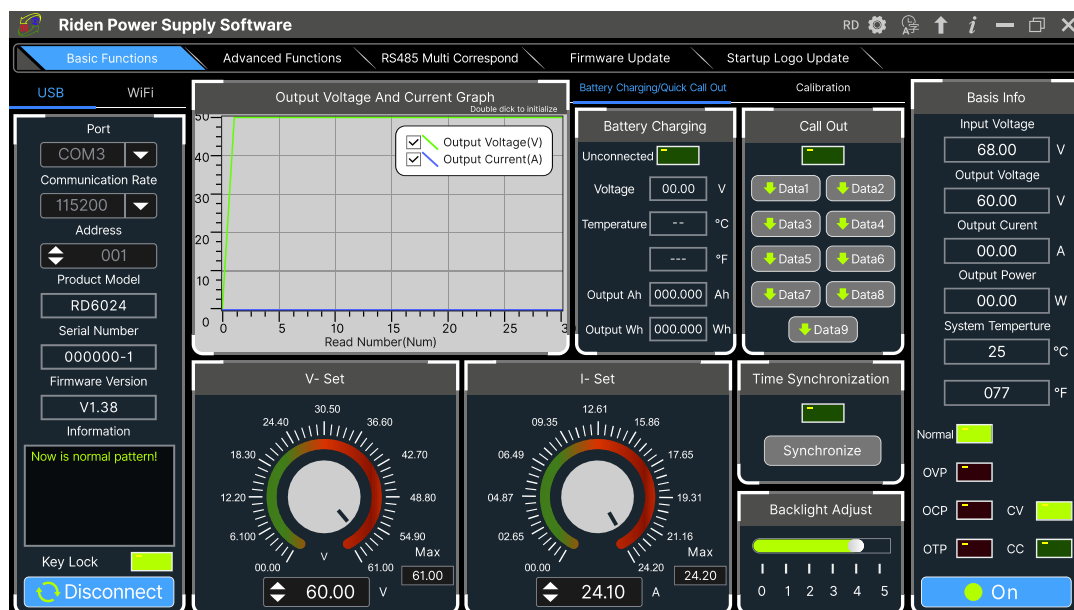 Riden Power Supply Software
RD
Basic Functions
Advanced Functions
RS485 Multi Correspond
Firmware Update
Startup Logo Update
USB
WiFi
Port
COM3
Communication Rate
115200
Address
001
Product Model
RD6024
Serial Number
000000-1
Firmware Version
V1.38
Information
Now is normal pattern!
Key Lock
Disconnect
Output Voltage And Current Graph
Double dick to initialize
50
40
30
20
10
0
0 5 10 15 20 25 3
Read Number(Num)
Output Voltage(V)
Output Current(A)
Battery Charging/Quick Call Out
Calibration
Battery Charging
Unconnected
Voltage 00.00 V
Temperature -- °C
--- °F
Output Ah 000.000 Ah
Output Wh 000.000 Wh
Call Out
Data1 Data2
Data3 Data4
Data5 Data6
Data7 Data8
Data9
V- Set
30.50
24.40 36.60
18.30 42.70
12.20 48.80
6.100 54.90
00.00 V 61.00
Max
61.00
60.00 V
I- Set
12.61
09.35 15.86
06.49 17.65
04.87 19.31
02.65 21.16
00.00 A 24.20
Max
24.20
24.10 A
Time Synchronization
Synchronize
Backlight Adjust
0 1 2 3 4 5
Basis Info
Input Voltage
68.00 V
Output Voltage
60.00 V
Output Curent
00.00 A
Output Power
00.00 W
System Temperture
25 °C
077 °F
Normal
OVP
OCP CV
OTP CC
On